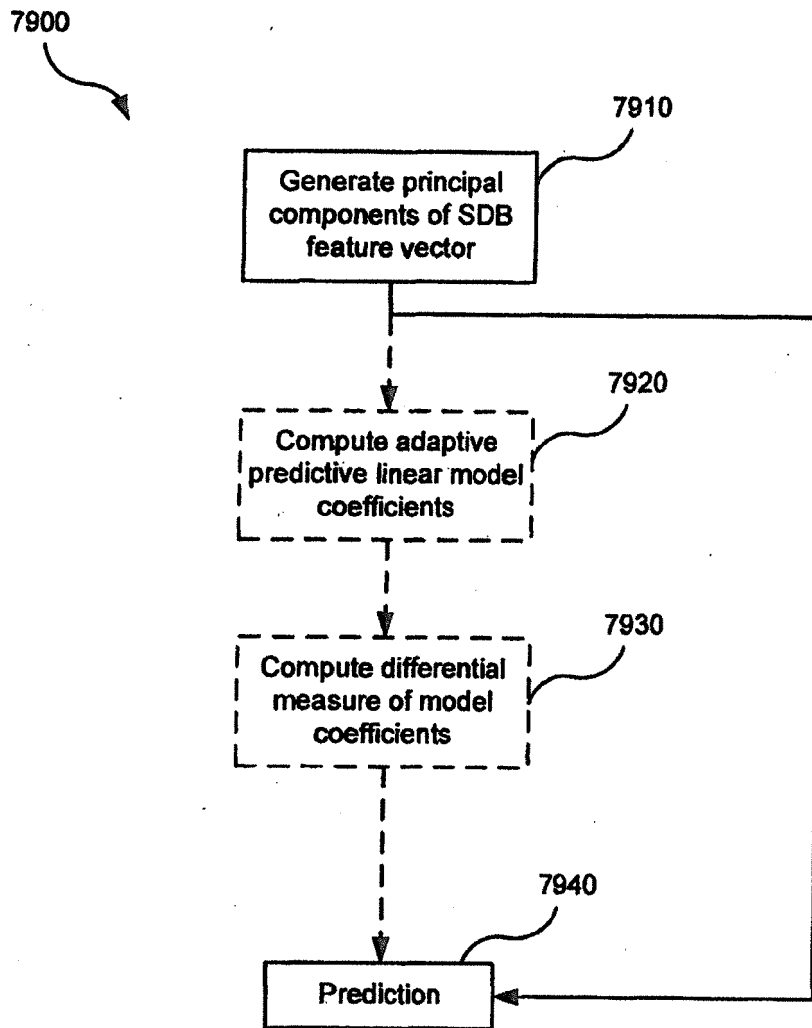 7900
7910
Generate principal
components of SDB
feature vector
7920
Compute adaptive
predictive linear model
coefficients
7930
Compute differential
measure of model
coefficients
7940
Prediction